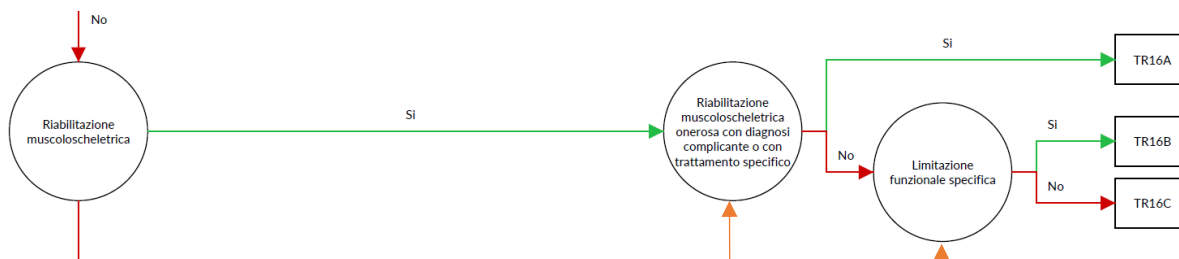 No
Riabilitazione
muscoloscheletrica
Si
Riabilitazione
muscoloscheletrica
onerosa con diagnosi
complicante o con
trattamento specifico
Si
TR16A
No
Limitazione
funzionale specifica
Si
TR16B
No
TR16C